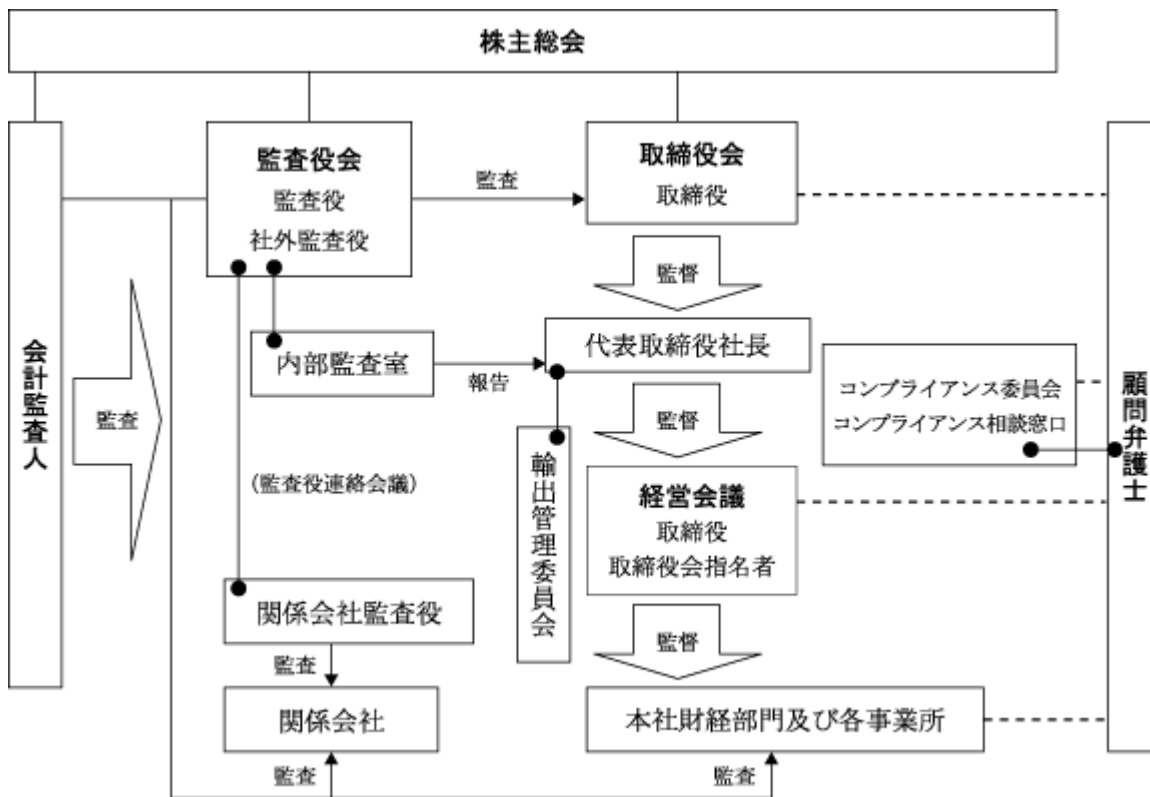 株主総会
監査役会
監査役
社外監査役
監査
取締役会
取締役
監督
会計監査人
監査
内部監査室
報告
代表取締役社長
監督
コンプライアンス委員会
コンプライアンス相談窓口
顧問弁護士
(監査役連絡会議)
輸出管理委員会
経営会議
取締役
取締役会指名者
関係会社監査役
監査
監督
関係会社
本社財経部門及び各事業所
監査
監査